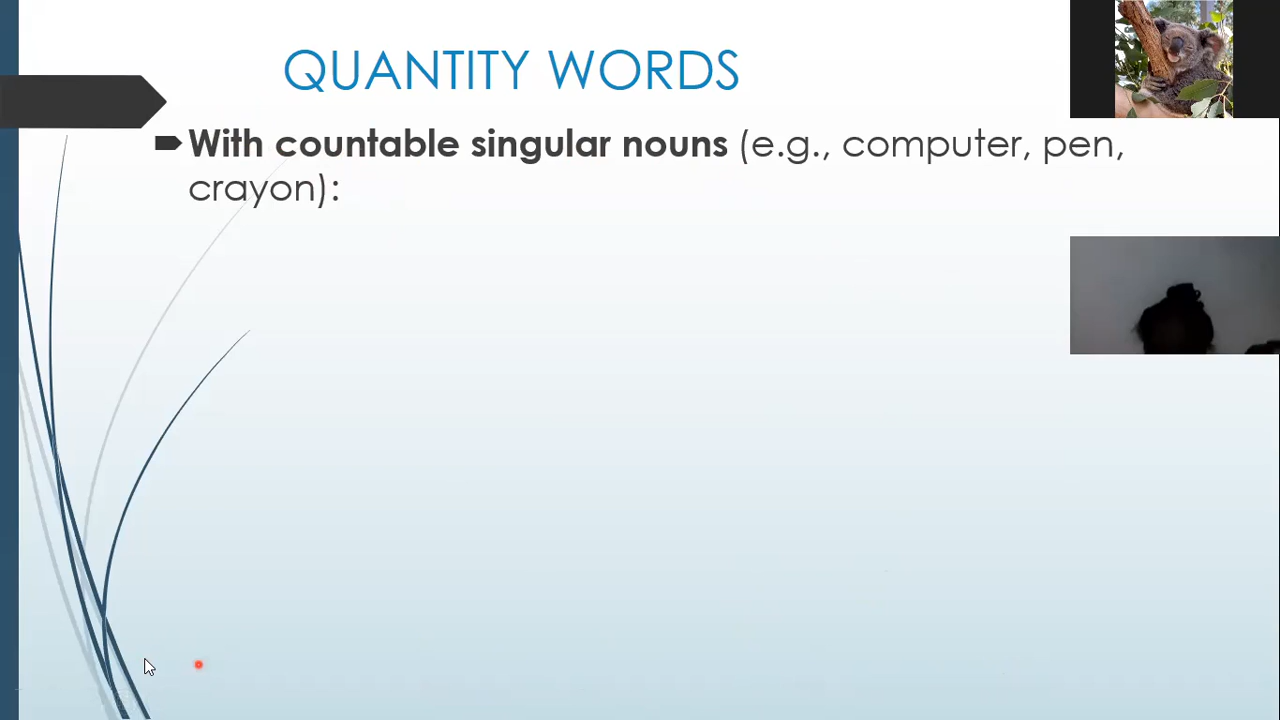 QUANTITY WORDS
With countable singular nouns (e.g., computer, pen,
crayon):